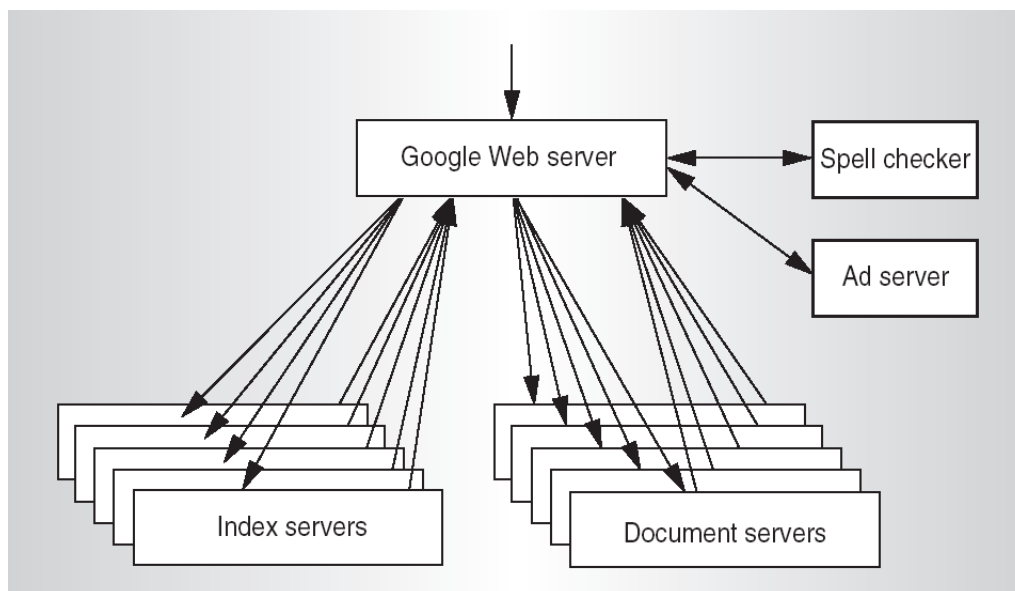 Google Web server
Spell checker
Ad server
Index servers
Document servers